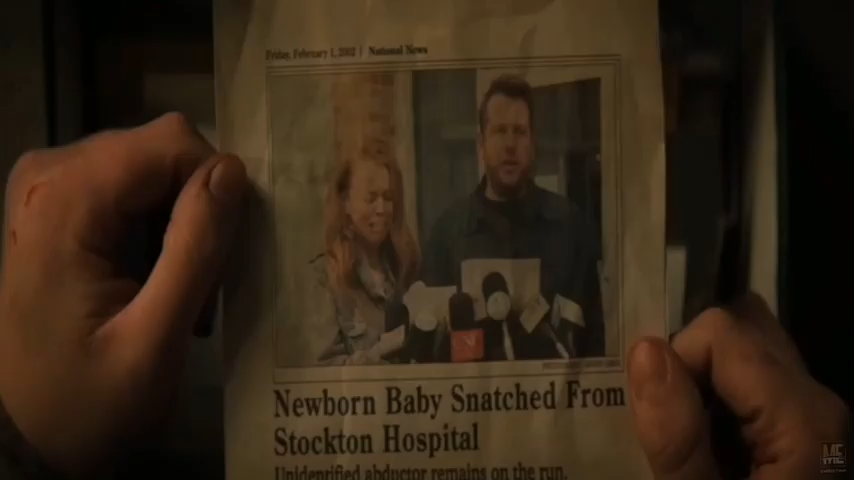 Friday, February 1, 2002 | National News
Newborn Baby Snatched From
Stockton Hospital
Unidentified abductor remains on the run.